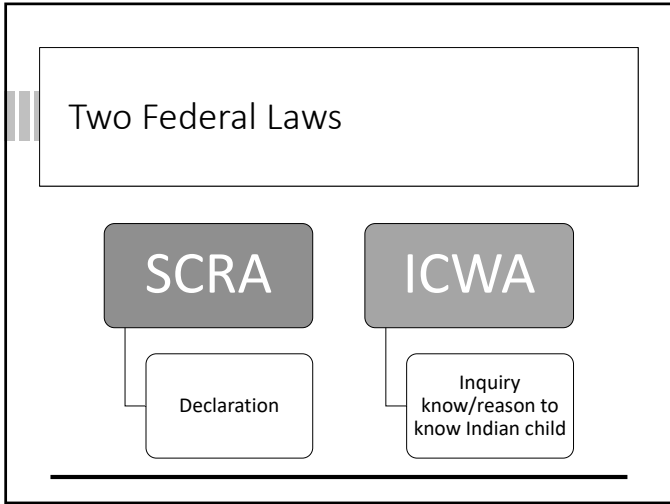 Two Federal Laws
SCRA
ICWA
Declaration
Inquiry
know/reason to
know Indian child